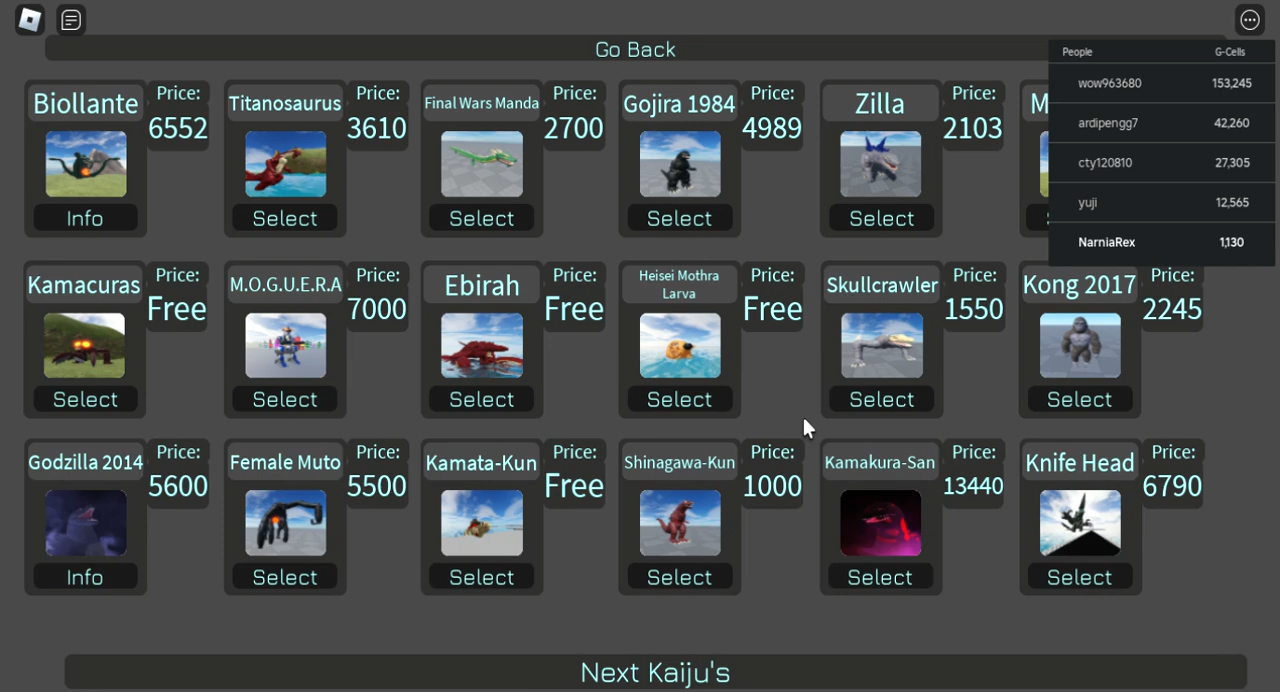 Go Back
People G-Cells
wow963680 153,245
ardipengg7 42,260
cty120810 27,305
yuji 12,565
NarniaRex 1,130
Biollante Price: 6552
Info
Titanosaurus Price: 3610
Select
Final Wars Manda Price: 2700
Select
Gojira 1984 Price: 4989
Select
Zilla Price: 2103
Select
M
Kamacuras Price: Free
Select
M.O.G.U.E.R.A Price: 7000
Select
Ebirah Price: Free
Select
Heisei Mothra
Larva Price: Free
Select
Skullcrawler Price: 1550
Select
Kong 2017 Price: 2245
Select
Godzilla 2014 Price: 5600
Info
Female Muto Price: 5500
Select
Kamata-Kun Price: Free
Select
Shinagawa-Kun Price: 1000
Select
Kamakura-San Price: 13440
Select
Knife Head Price: 6790
Select
Next Kaiju's